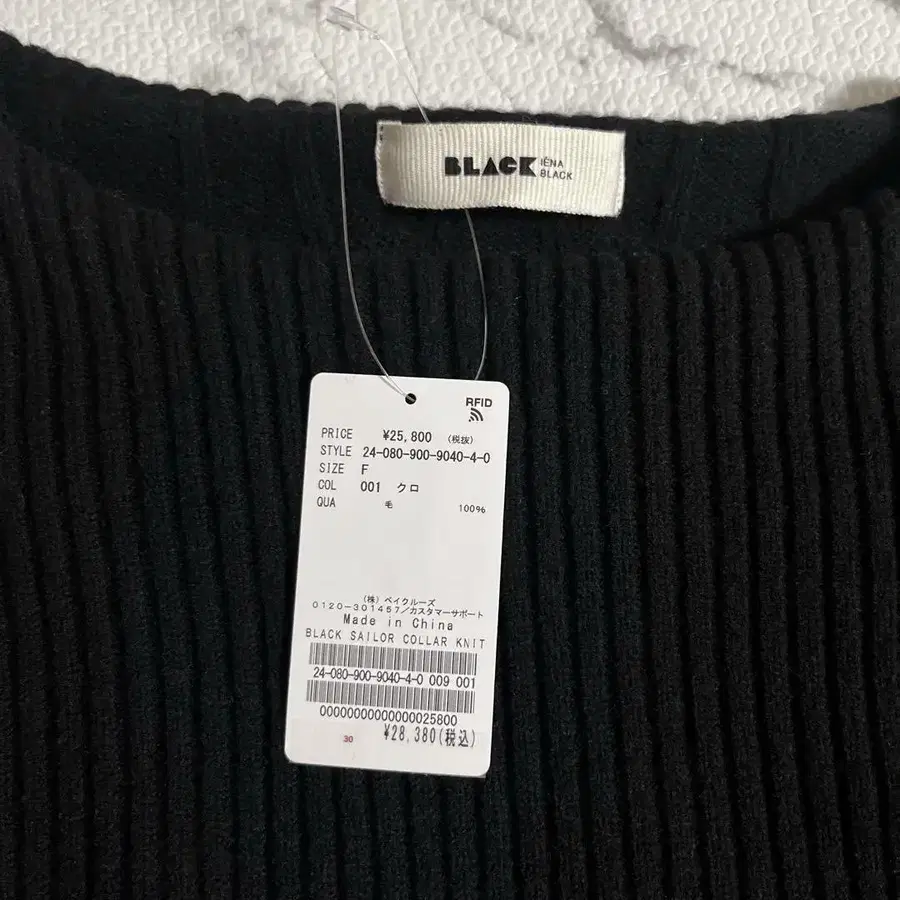 BLACK IÉNA BLACK
RFID
PRICE ¥25,800 (税抜)
STYLE 24-080-900-9040-4-0
SIZE F
COL 001 クロ
QUA 毛 100%
(株)ベイクルーズ
0120-301457/カスタマーサポート
Made in China
BLACK SAILOR COLLAR KNIT
24-080-900-9040-4-0 009 001
00000000000000025800
30 ¥28,380(税込)